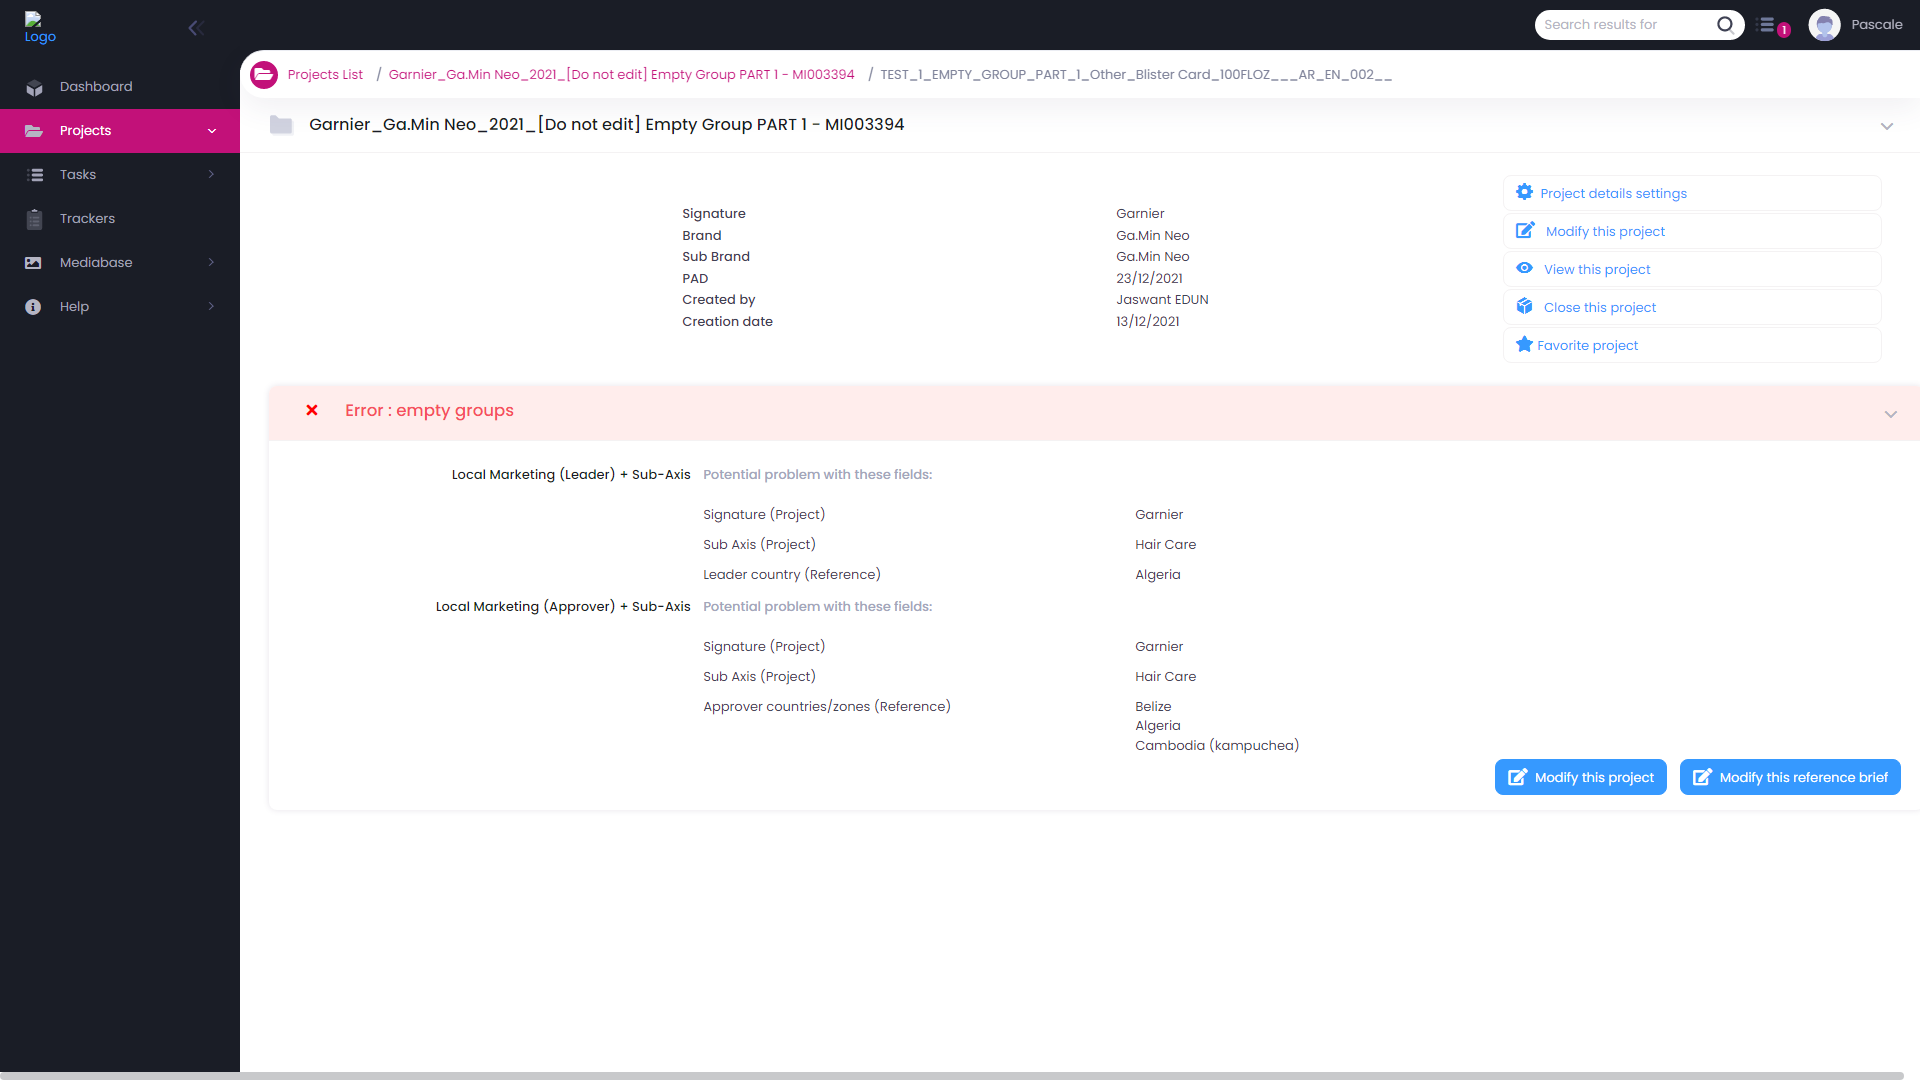 Logo
Search results for
1
Pascale
Dashboard
Projects
Tasks
Trackers
Mediabase
Help
Projects List / Garnier_Ga.Min Neo_2021_[Do not edit] Empty Group PART 1 - MI003394 / TEST_1_EMPTY_GROUP_PART_1_Other_Blister Card_100FLOZ___AR_EN_002__
Garnier_Ga.Min Neo_2021_[Do not edit] Empty Group PART 1 - MI003394
Signature Garnier
Brand Ga.Min Neo
Sub Brand Ga.Min Neo
PAD 23/12/2021
Created by Jaswant EDUN
Creation date 13/12/2021
Project details settings
Modify this project
View this project
Close this project
Favorite project
Error : empty groups
Local Marketing (Leader) + Sub-Axis Potential problem with these fields:
Signature (Project) Garnier
Sub Axis (Project) Hair Care
Leader country (Reference) Algeria
Local Marketing (Approver) + Sub-Axis Potential problem with these fields:
Signature (Project) Garnier
Sub Axis (Project) Hair Care
Approver countries/zones (Reference) Belize
Algeria
Cambodia (kampuchea)
Modify this project Modify this reference brief